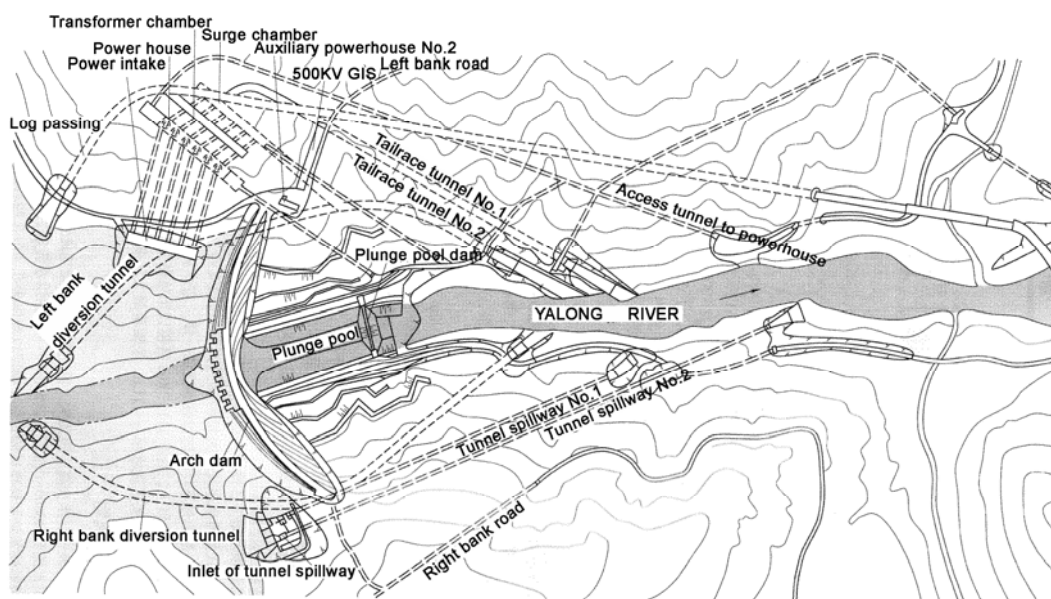 Transformer chamber
Surge chamber
Power house
Auxiliary powerhouse No.2
Power intake
500KV GIS
Left bank road
Log passing
Tailrace tunnel No.1
Tailrace tunnel No.2
Access tunnel to powerhouse
Plunge pool dam
Left bank
diversion tunnel
YALONG RIVER
Plunge pool
Tunnel spillway No.1
Tunnel spillway No.2
Arch dam
Right bank road
Right bank diversion tunnel
Inlet of tunnel spillway